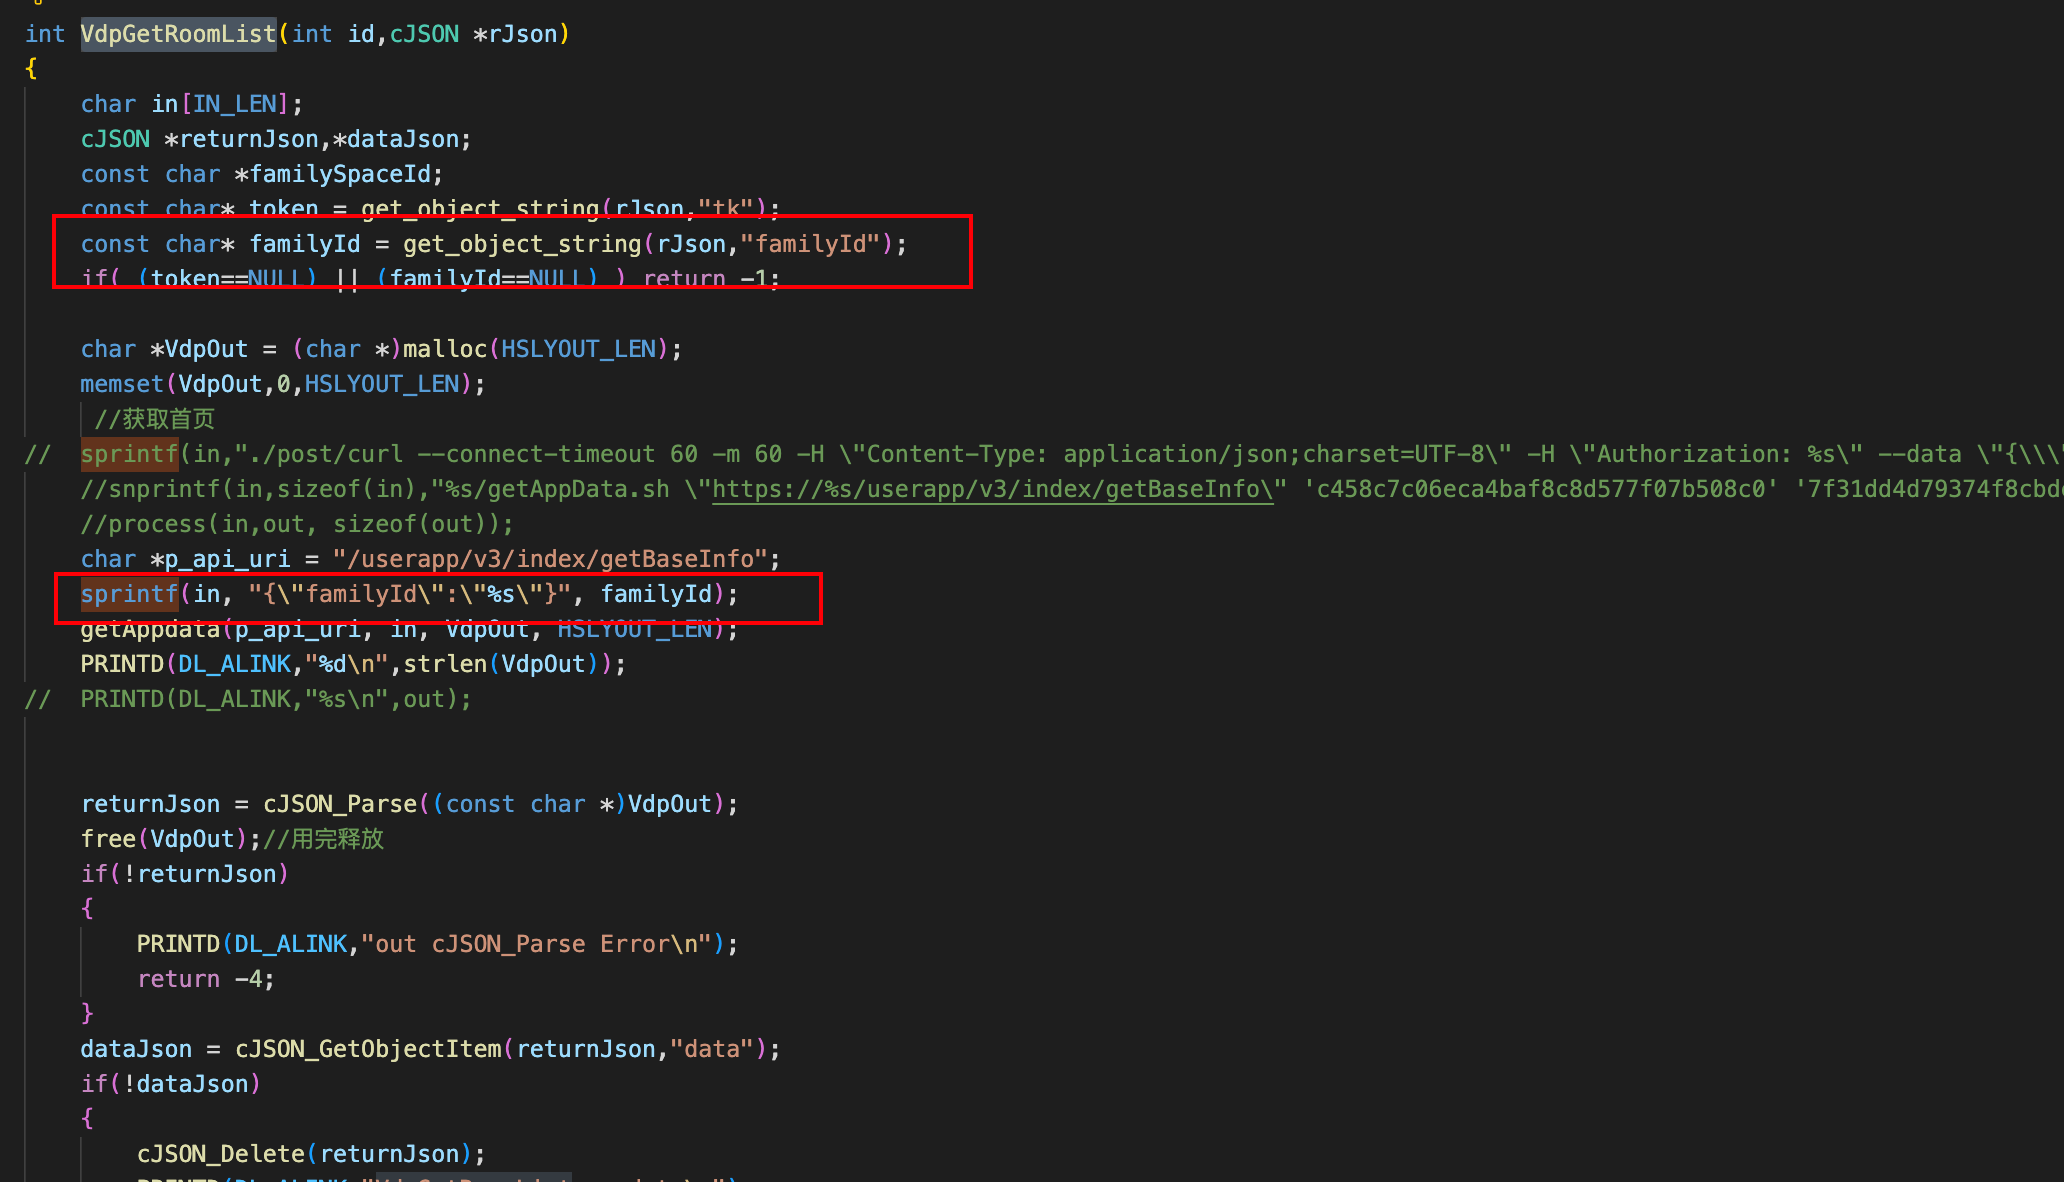 int VdpGetRoomList(int id,cJSON *rJson)
{
char in[IN_LEN];
cJSON *returnJson,*dataJson;
const char *familySpaceId;
const char* token = get_object_string(rJson,"tk");
const char* familyId = get_object_string(rJson,"familyId");
if( (token==NULL) || (familyId==NULL) ) return -1;
char *VdpOut = (char *)malloc(HSLYOUT_LEN);
memset(VdpOut,0,HSLYOUT_LEN);
//获取首页
// sprintf(in,"./post/curl --connect-timeout 60 -m 60 -H \"Content-Type: application/json;charset=UTF-8\" -H \"Authorization: %s\" --data \"{\\\"
//snprintf(in,sizeof(in),"%s/getAppData.sh \"https://%s/userapp/v3/index/getBaseInfo\" 'c458c7c06eca4baf8c8d577f07b508c0' '7f31dd4d79374f8cbd
//process(in,out, sizeof(out));
char *p_api_uri = "/userapp/v3/index/getBaseInfo";
sprintf(in, "{\"familyId\":\"%s\"}", familyId);
getAppdata(p_api_uri, in, VdpOut, HSLYOUT_LEN);
PRINTD(DL_ALINK,"%d\n",strlen(VdpOut));
// PRINTD(DL_ALINK,"%s\n",out);
returnJson = cJSON_Parse((const char *)VdpOut);
free(VdpOut);//用完释放
if(!returnJson)
{
PRINTD(DL_ALINK,"out cJSON_Parse Error\n");
return -4;
}
dataJson = cJSON_GetObjectItem(returnJson,"data");
if(!dataJson)
{
cJSON_Delete(returnJson);